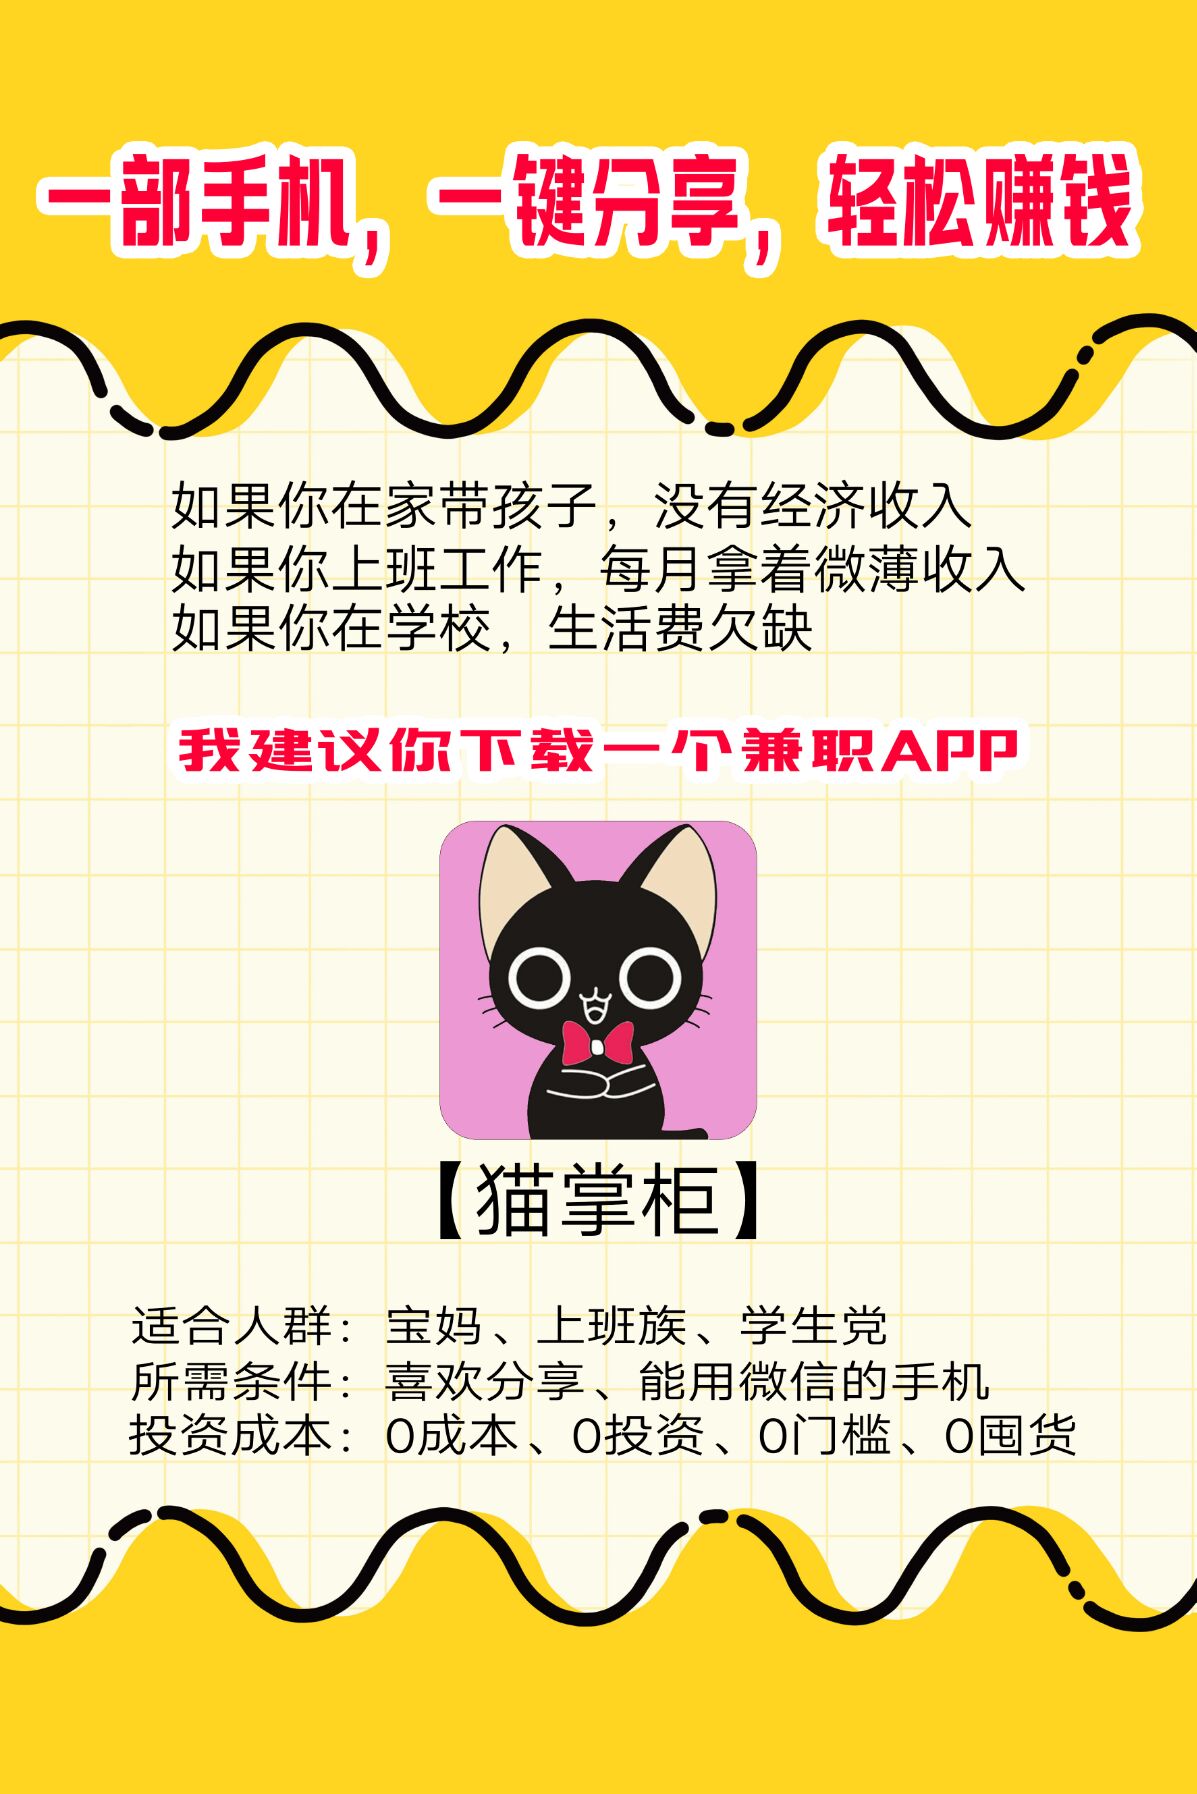 一部手机，一键分享，轻松赚钱
如果你在家带孩子，没有经济收入
如果你上班工作，每月拿着微薄收入
如果你在学校，生活费欠缺
我建议你下载一个兼职APP
【猫掌柜】
适合人群：宝妈、上班族、学生党
所需条件：喜欢分享、能用微信的手机
投资成本：0成本、0投资、0门槛、0囤货